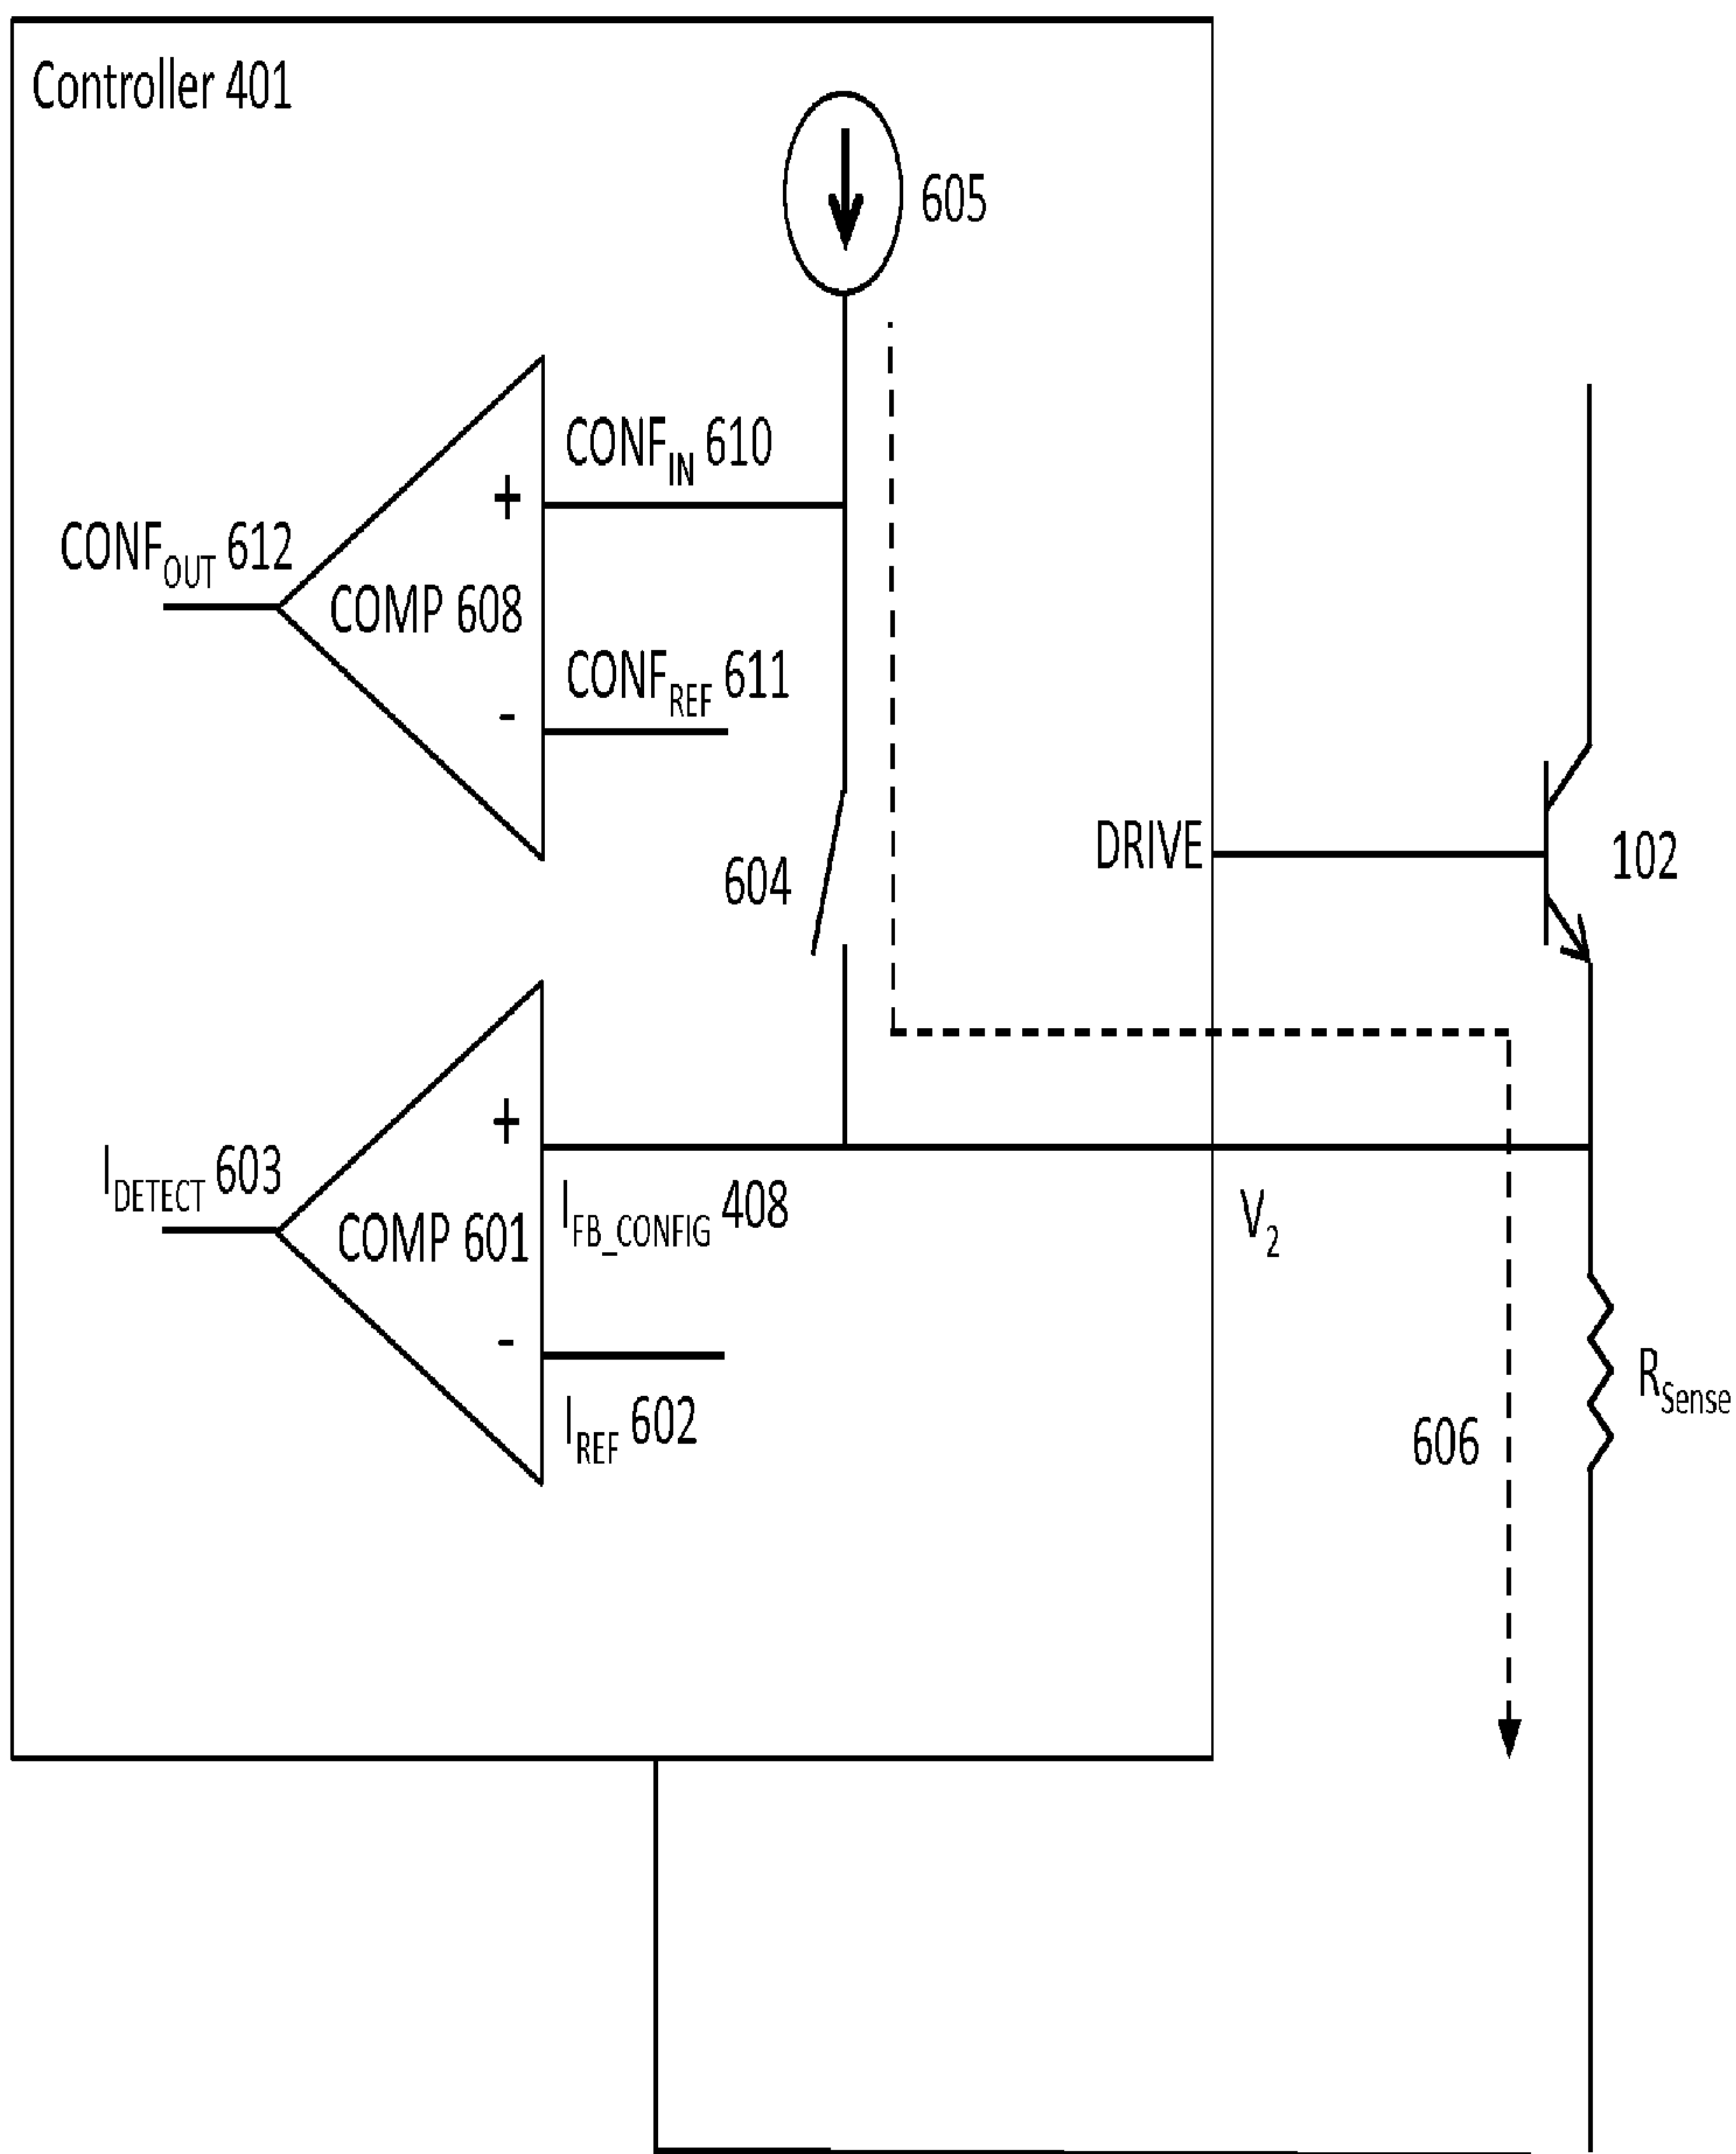 Controller 401
605
CONF_IN 610
+
CONF_OUT 612
COMP 608
CONF_REF 611
-
604
DRIVE
102
+
I_DETECT 603
COMP 601
I_FB_CONFIG 408
V_2
-
I_REF 602
606
R_Sense